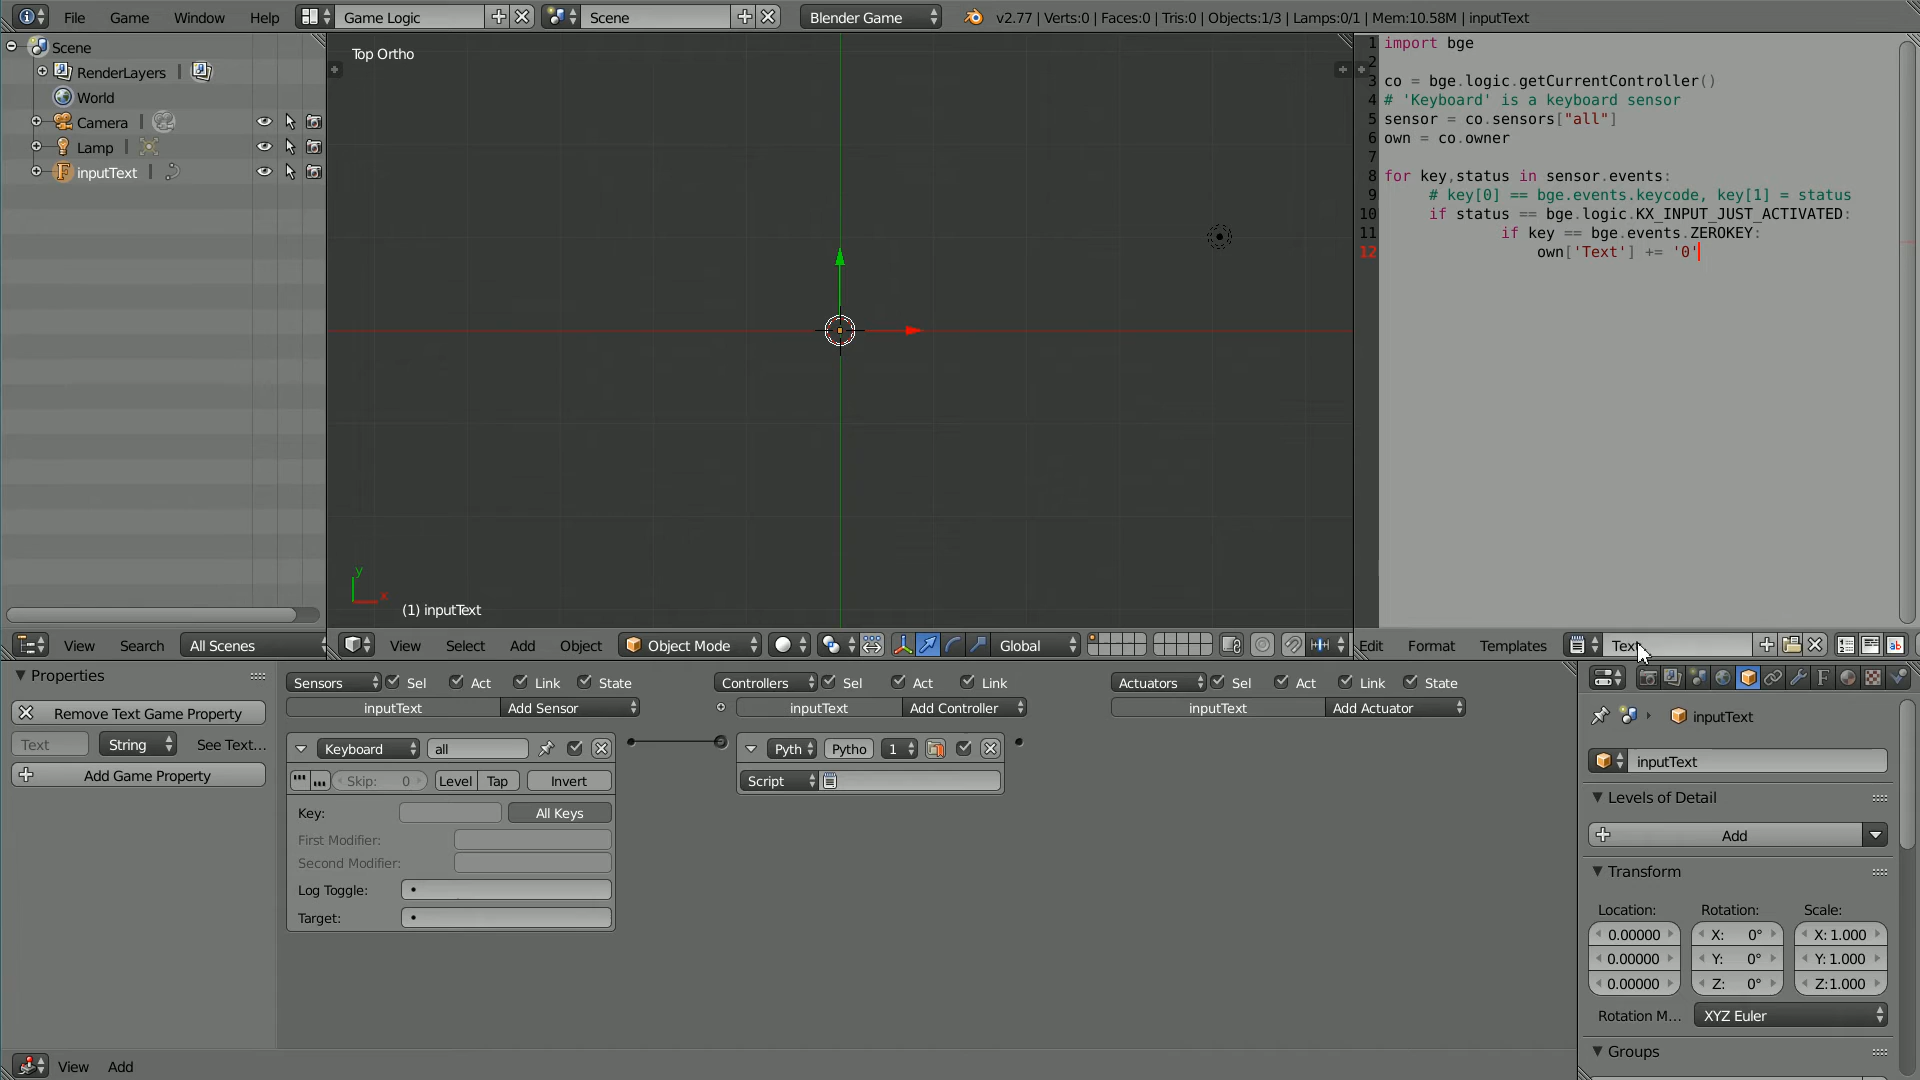 File Game Window Help Game Logic Scene Blender Game v2.77 | Verts:0 | Faces:0 | Tris:0 | Objects:1/3 | Lamps:0/1 | Mem:10.58M | inputText
Scene
RenderLayers |
World
Camera |
Lamp |
inputText |
View Search All Scenes
Top Ortho
y
x
(1) inputText
View Select Add Object Object Mode Global
1 import bge
2
3 co = bge.logic.getCurrentController()
4 # 'Keyboard' is a keyboard sensor
5 sensor = co.sensors["all"]
6 own = co.owner
7
8 for key,status in sensor.events:
9 # key[0] == bge.events.keycode, key[1] = status
10 if status == bge.logic.KX_INPUT_JUST_ACTIVATED:
11 if key == bge.events.ZEROKEY:
12 own['Text'] += '0'
Edit Format Templates Text
Properties
Remove Text Game Property
Text String See Text...
Add Game Property
Sensors Sel Act Link State
inputText Add Sensor
Keyboard all
Skip: 0 Level Tap Invert
Key: All Keys
First Modifier:
Second Modifier:
Log Toggle:
Target:
Controllers Sel Act Link
inputText Add Controller
Pyth Pytho 1
Script
Actuators Sel Act Link State
inputText Add Actuator
View Add
inputText
inputText
Levels of Detail
Add
Transform
Location: Rotation: Scale:
0.00000 X: 0° X: 1.000
0.00000 Y: 0° Y: 1.000
0.00000 Z: 0° Z:1.000
Rotation M... XYZ Euler
Groups